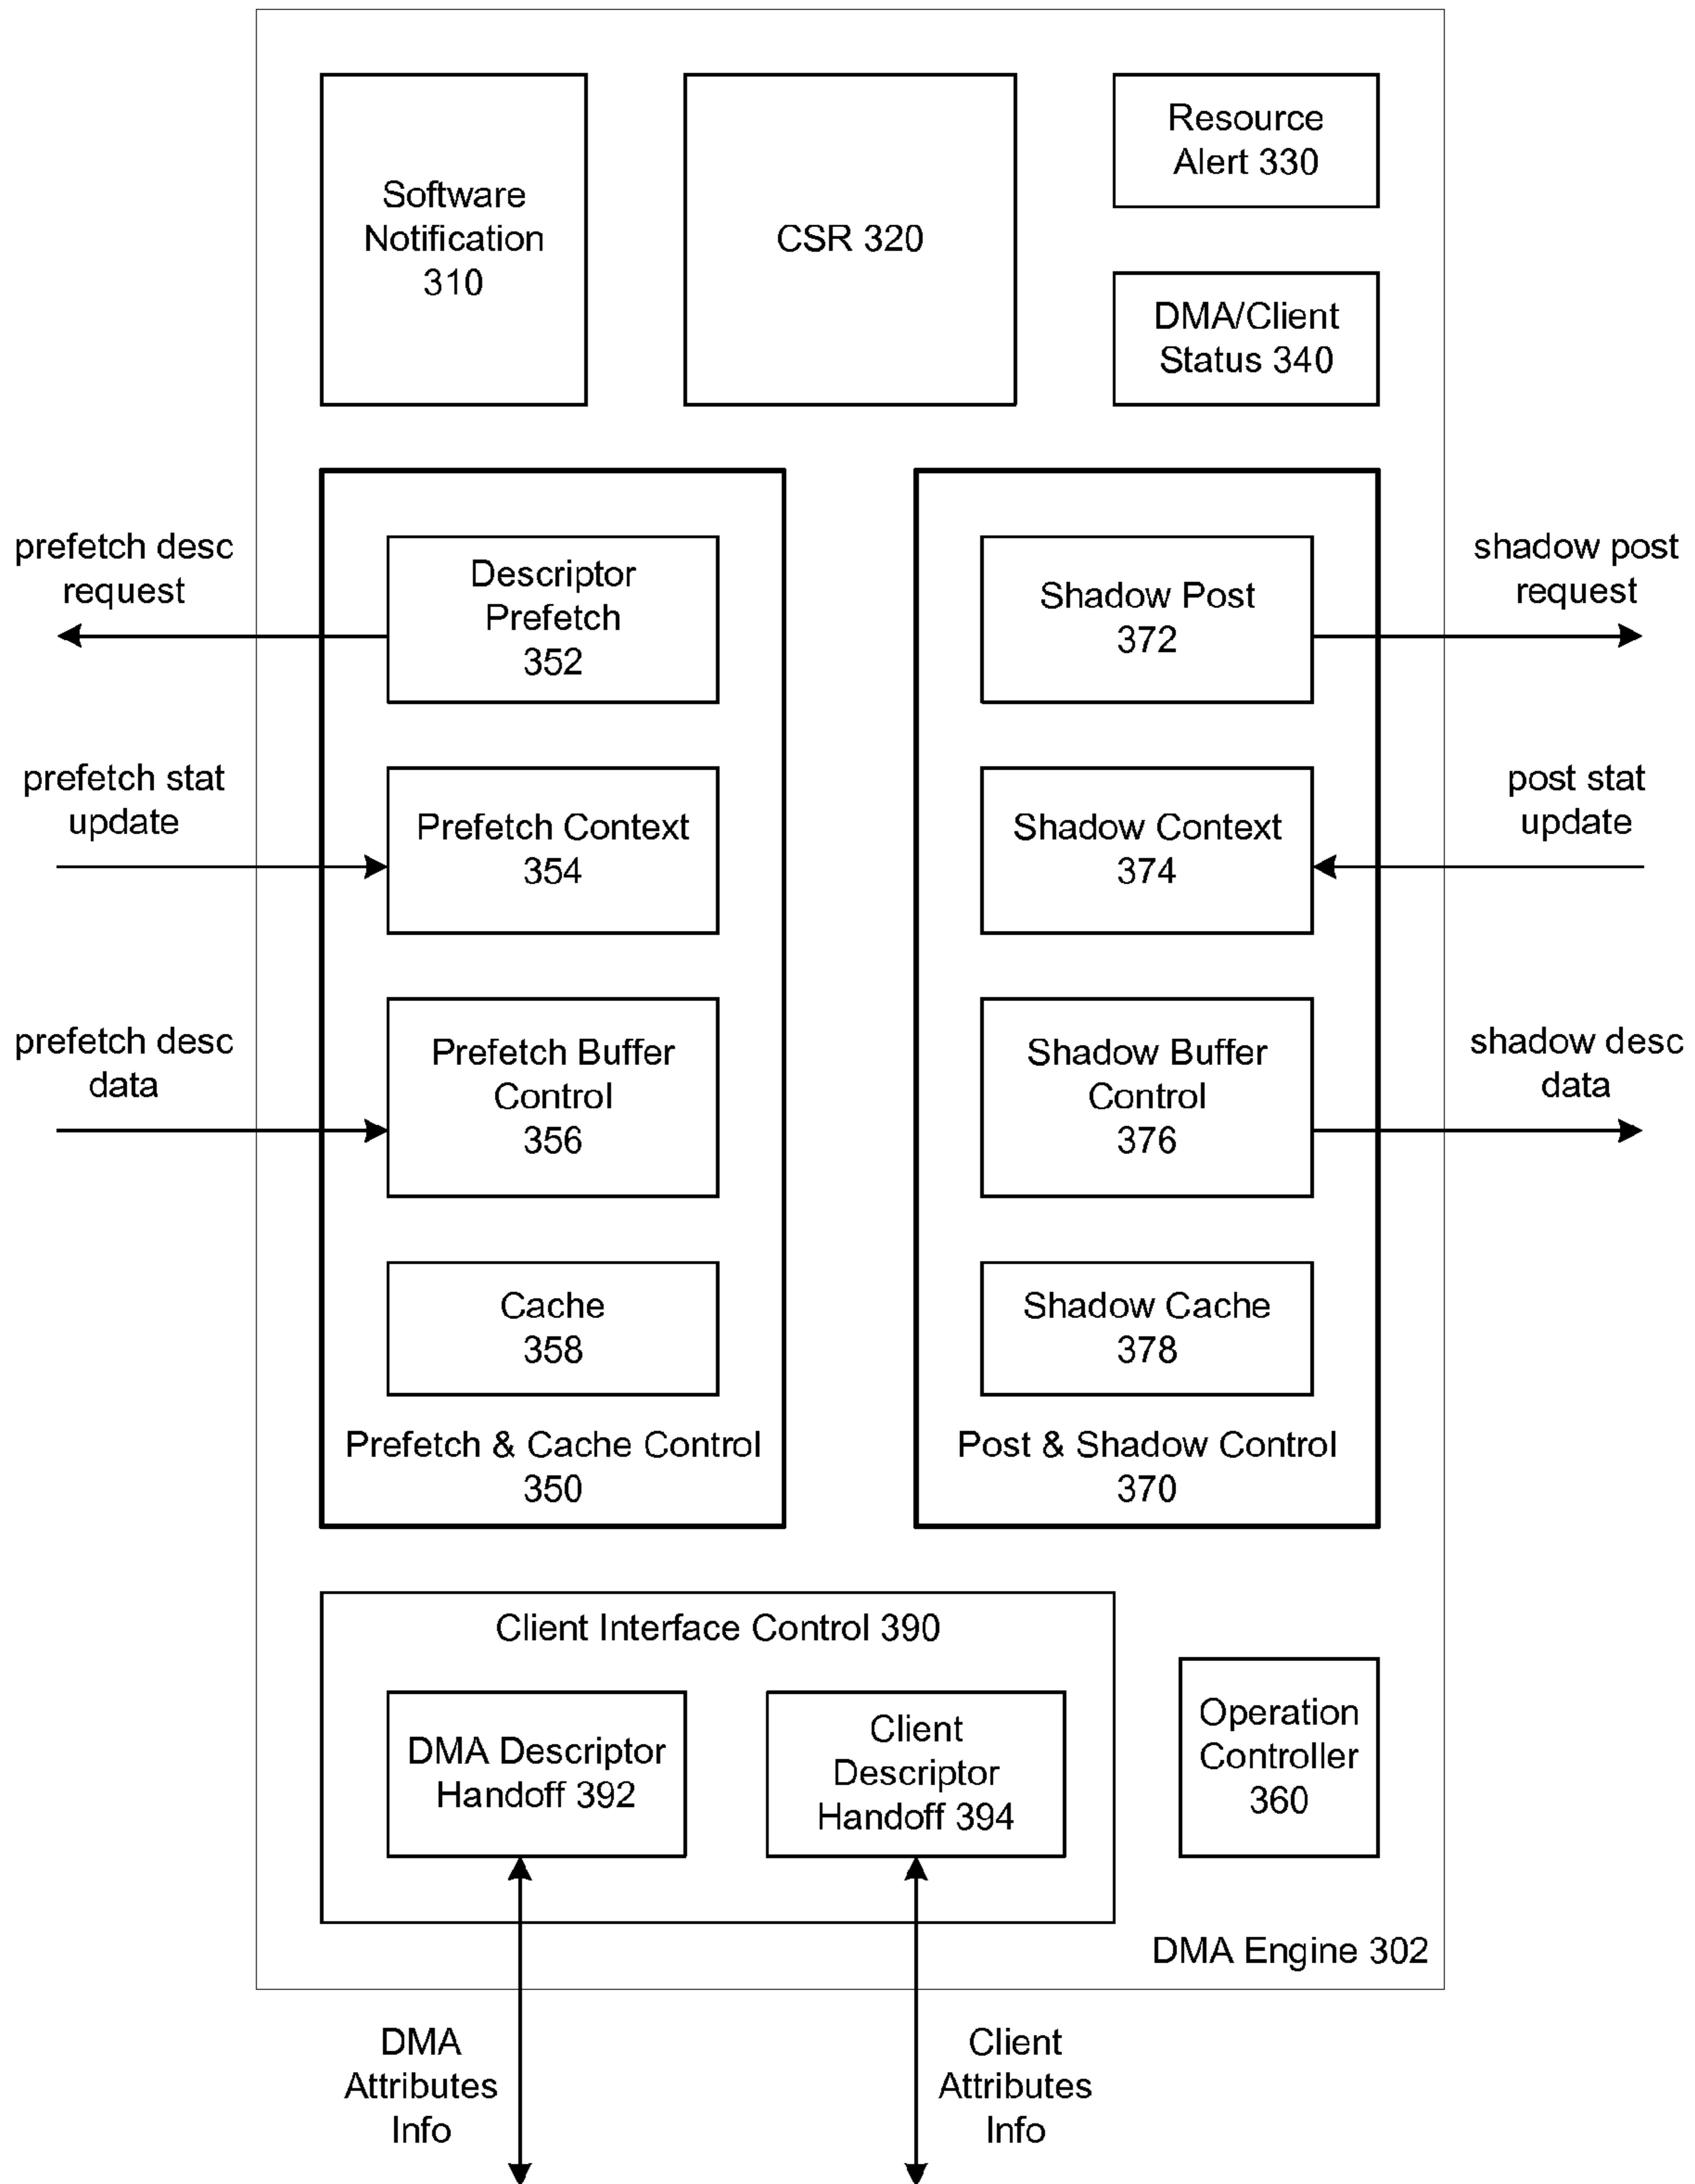 Software
Notification
310
CSR 320
Resource
Alert 330
DMA/Client
Status 340
prefetch desc
request
Descriptor
Prefetch
352
prefetch stat
update
Prefetch Context
354
prefetch desc
data
Prefetch Buffer
Control
356
Cache
358
Prefetch & Cache Control
350
Shadow Post
372
shadow post
request
Shadow Context
374
post stat
update
Shadow Buffer
Control
376
shadow desc
data
Shadow Cache
378
Post & Shadow Control
370
Client Interface Control 390
DMA Descriptor
Handoff 392
Client
Descriptor
Handoff 394
Operation
Controller
360
DMA Engine 302
DMA
Attributes
Info
Client
Attributes
Info